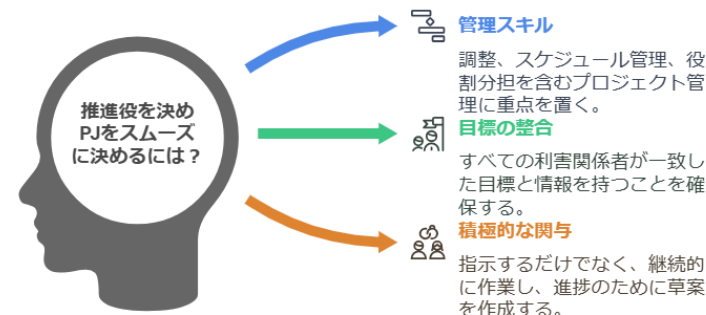 推進役を決め
PJをスムーズ
に決めるには？
管理スキル
調整、スケジュール管理、役
割分担を含むプロジェクト管
理に重点を置く。
目標の整合
すべての利害関係者が一致し
た目標と情報を持つことを確
保する。
積極的な関与
指示するだけでなく、継続的
に作業し、進捗のために草案
を作成する。